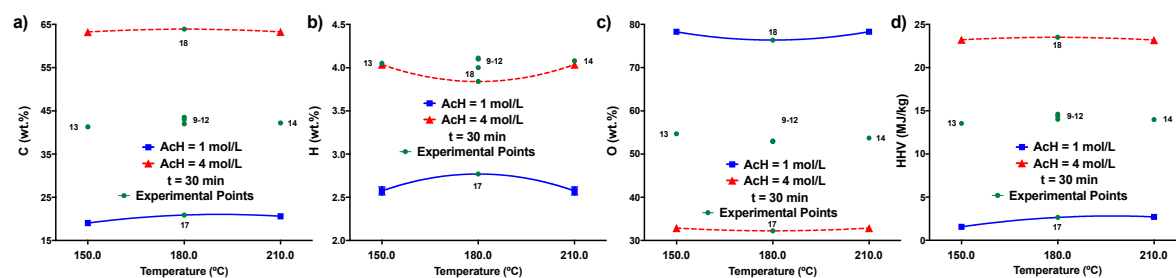 a)
C (wt.%)
65
55
45
35
25
15
18
13
9-12
14
AcH = 1 mol/L
AcH = 4 mol/L
t = 30 min
Experimental Points
17
150.0
180.0
210.0
Temperature (ºC)
b)
H (wt.%)
4.5
4.0
3.5
3.0
2.5
2.0
13
9-12
18
14
AcH = 1 mol/L
AcH = 4 mol/L
t = 30 min
Experimental Points
17
150.0
180.0
210.0
Temperature (ºC)
c)
O (wt.%)
80
70
60
50
40
30
18
9-12
13
14
AcH = 1 mol/L
AcH = 4 mol/L
t = 30 min
Experimental Points
17
150.0
180.0
210.0
Temperature (ºC)
d)
HHV (MJ/kg)
25
20
15
10
5
0
18
13
9-12
14
AcH = 1 mol/L
AcH = 4 mol/L
t = 30 min
Experimental Points
17
150.0
180.0
210.0
Temperature (ºC)